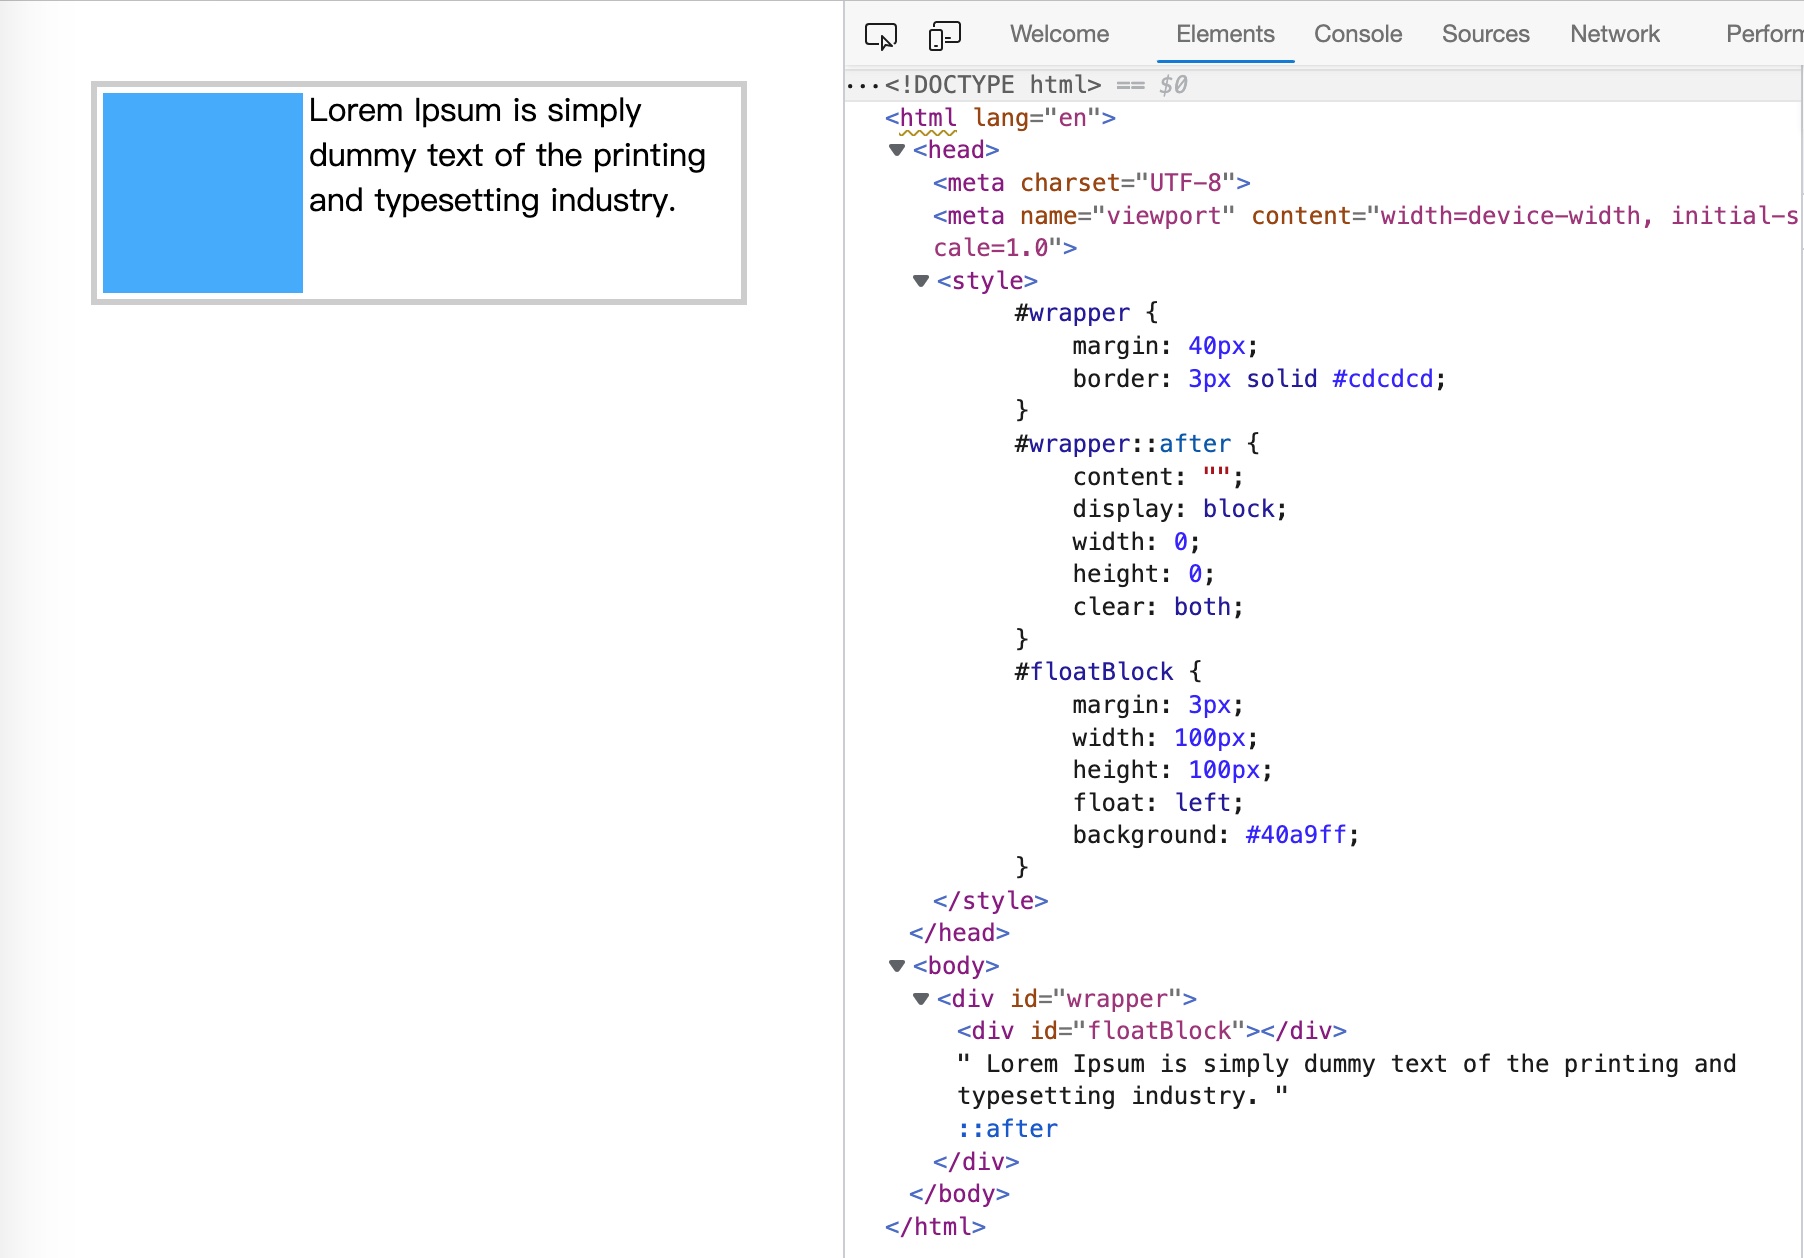 Lorem Ipsum is simply
dummy text of the printing
and typesetting industry.
Welcome Elements Console Sources Network Perform
···<!DOCTYPE html> == $0
<html lang="en">
<head>
<meta charset="UTF-8">
<meta name="viewport" content="width=device-width, initial-s
cale=1.0">
<style>
#wrapper {
margin: 40px;
border: 3px solid #cdcdcd;
}
#wrapper::after {
content: "";
display: block;
width: 0;
height: 0;
clear: both;
}
#floatBlock {
margin: 3px;
width: 100px;
height: 100px;
float: left;
background: #40a9ff;
}
</style>
</head>
<body>
<div id="wrapper">
<div id="floatBlock"></div>
" Lorem Ipsum is simply dummy text of the printing and
typesetting industry. "
::after
</div>
</body>
</html>